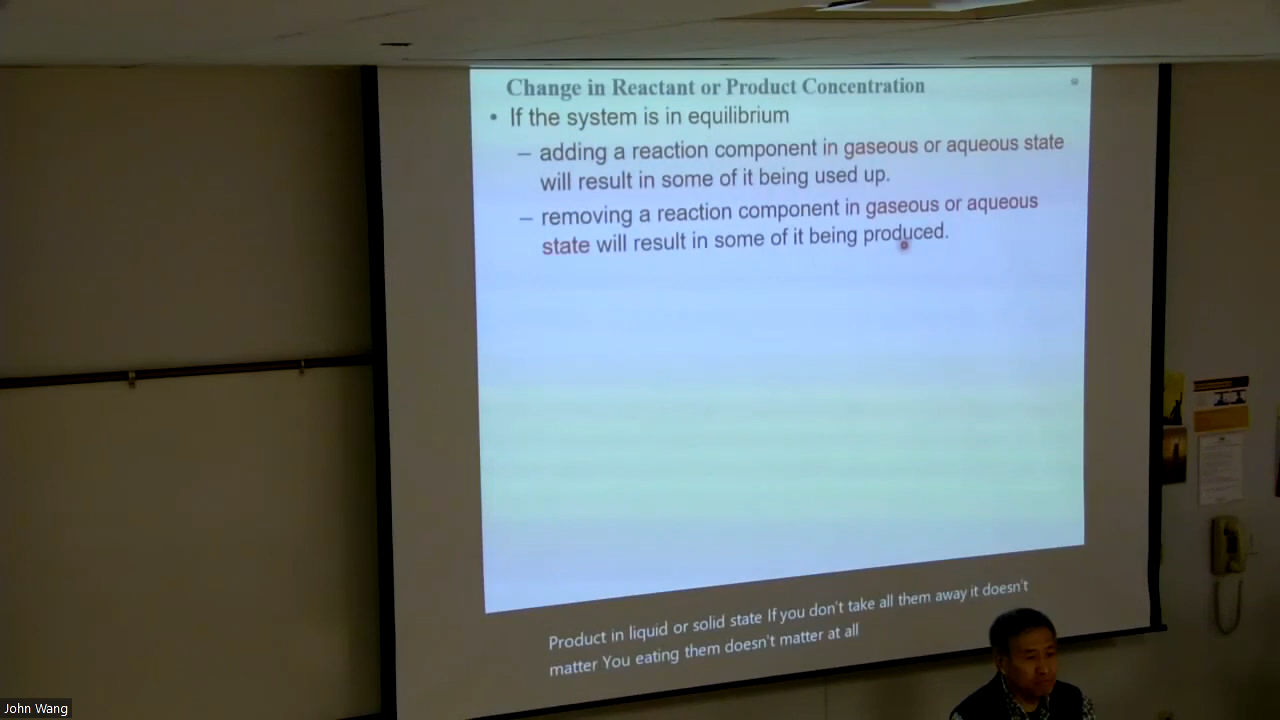 Change in Reactant or Product Concentration
• If the system is in equilibrium
– adding a reaction component in gaseous or aqueous state
will result in some of it being used up.
– removing a reaction component in gaseous or aqueous
state will result in some of it being produced.
Product in liquid or solid state If you don't take all them away it doesn't
matter You eating them doesn't matter at all
John Wang